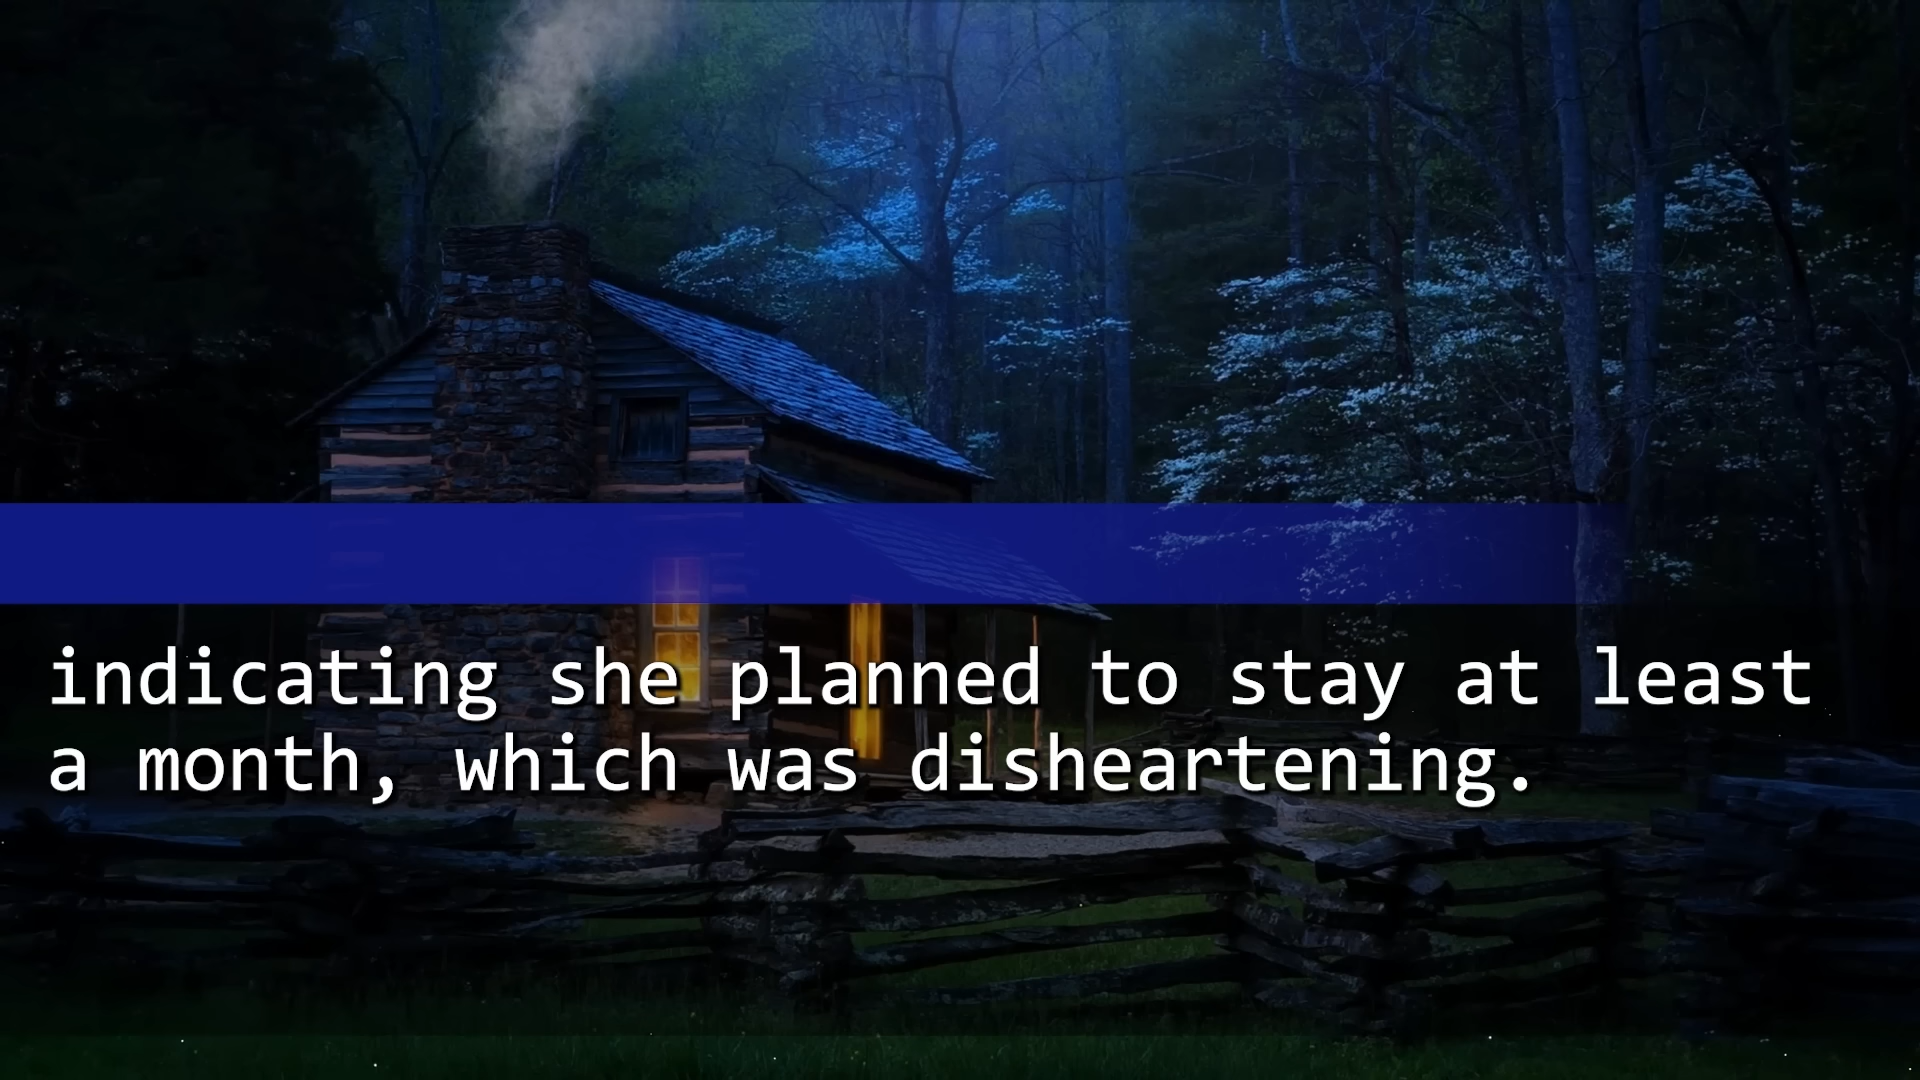 indicating she planned to stay at least
a month, which was disheartening.